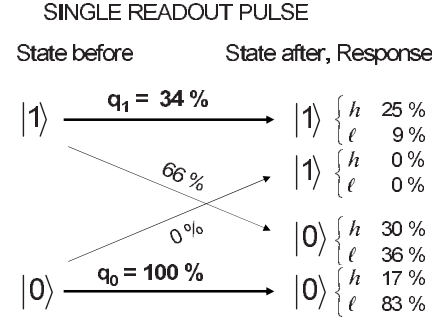 SINGLE READOUT PULSE
State before State after, Response
q₁ = 34 %
|1⟩ |1⟩ { h 25 %
ℓ 9 %
66 %
|1⟩ { h 0 %
ℓ 0 %
0 %
|0⟩ { h 30 %
ℓ 36 %
q₀ = 100 %
|0⟩ |0⟩ { h 17 %
ℓ 83 %